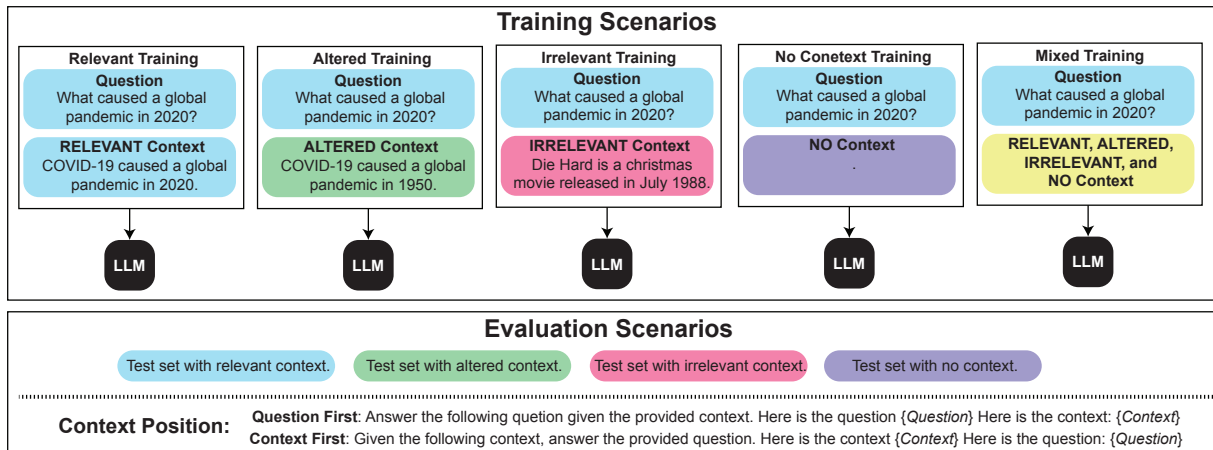 Training Scenarios
Relevant Training
Question
What caused a global
pandemic in 2020?
RELEVANT Context
COVID-19 caused a global
pandemic in 2020.
LLM
Altered Training
Question
What caused a global
pandemic in 2020?
ALTERED Context
COVID-19 caused a global
pandemic in 1950.
LLM
Irrelevant Training
Question
What caused a global
pandemic in 2020?
IRRELEVANT Context
Die Hard is a christmas
movie released in July 1988.
LLM
No Conetext Training
Question
What caused a global
pandemic in 2020?
NO Context
.
LLM
Mixed Training
Question
What caused a global
pandemic in 2020?
RELEVANT, ALTERED,
IRRELEVANT, and
NO Context
LLM
Evaluation Scenarios
Test set with relevant context.
Test set with altered context.
Test set with irrelevant context.
Test set with no context.
Context Position:
Question First: Answer the following quetion given the provided context. Here is the question {Question} Here is the context: {Context}
Context First: Given the following context, answer the provided question. Here is the context {Context} Here is the question: {Question}